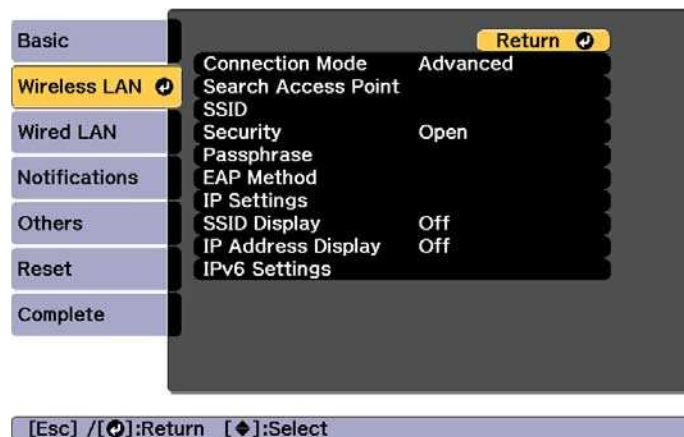 Basic
Wireless LAN
Wired LAN
Notifications
Others
Reset
Complete
Return
Connection Mode Advanced
Search Access Point
SSID
Security Open
Passphrase
EAP Method
IP Settings
SSID Display Off
IP Address Display Off
IPv6 Settings
[Esc] /[]:Return []:Select